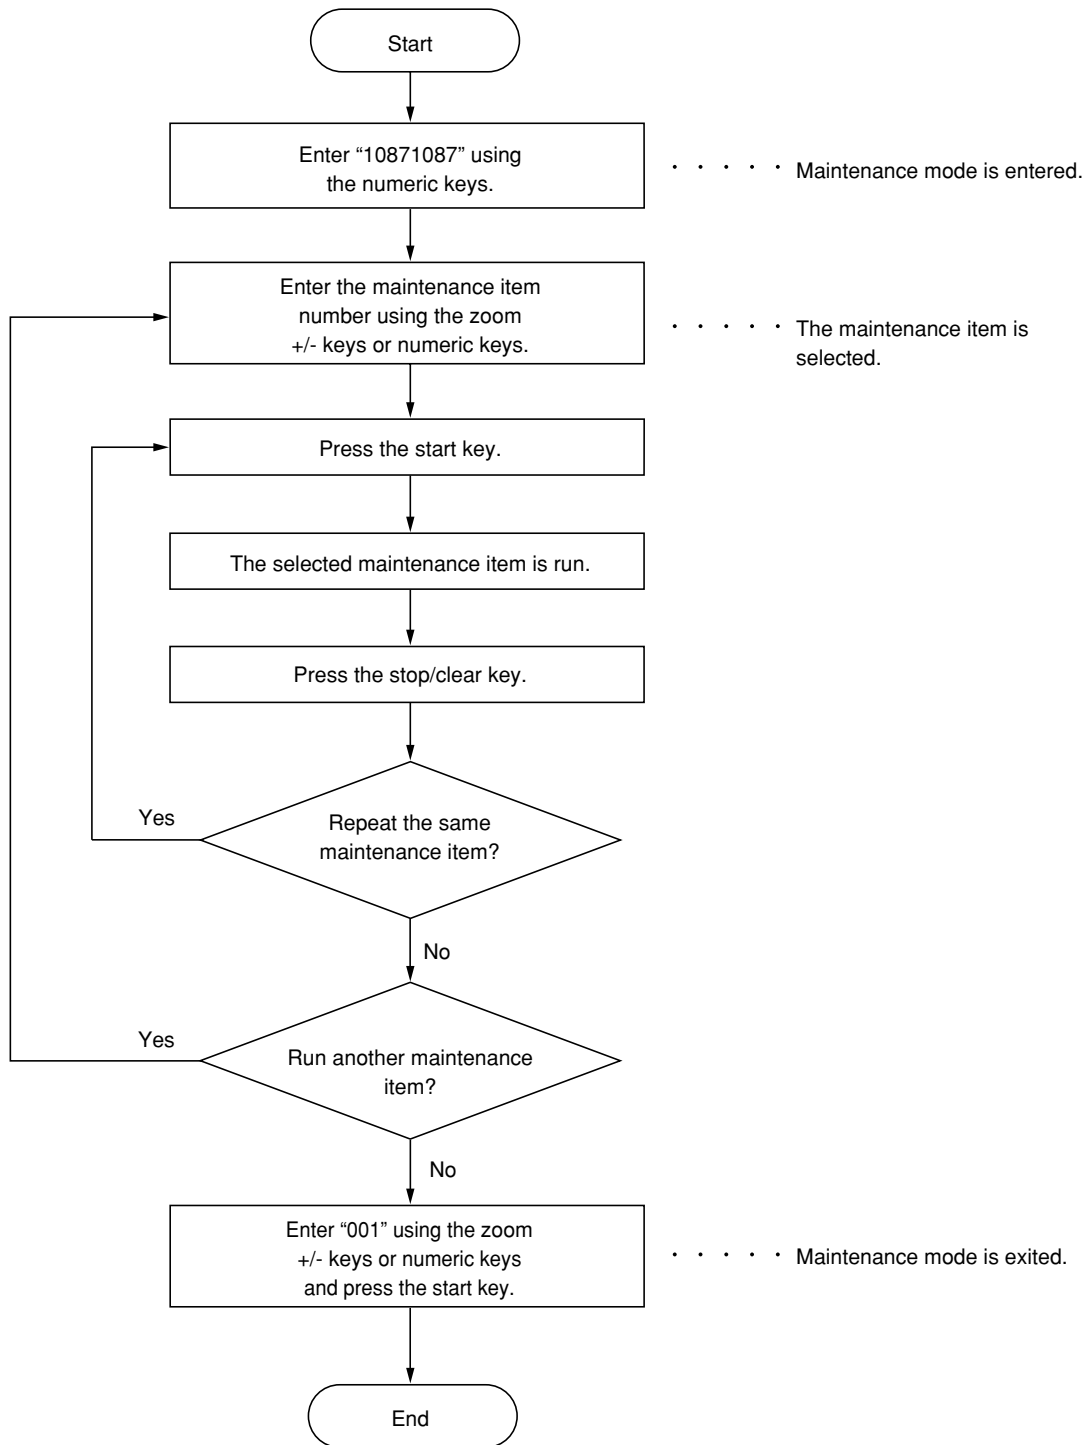 Start
Enter “10871087” using
the numeric keys.
Maintenance mode is entered.
Enter the maintenance item
number using the zoom
+/- keys or numeric keys.
The maintenance item is
selected.
Press the start key.
The selected maintenance item is run.
Press the stop/clear key.
Yes
Repeat the same
maintenance item?
No
Yes
Run another maintenance
item?
No
Enter “001” using the zoom
+/- keys or numeric keys
and press the start key.
Maintenance mode is exited.
End